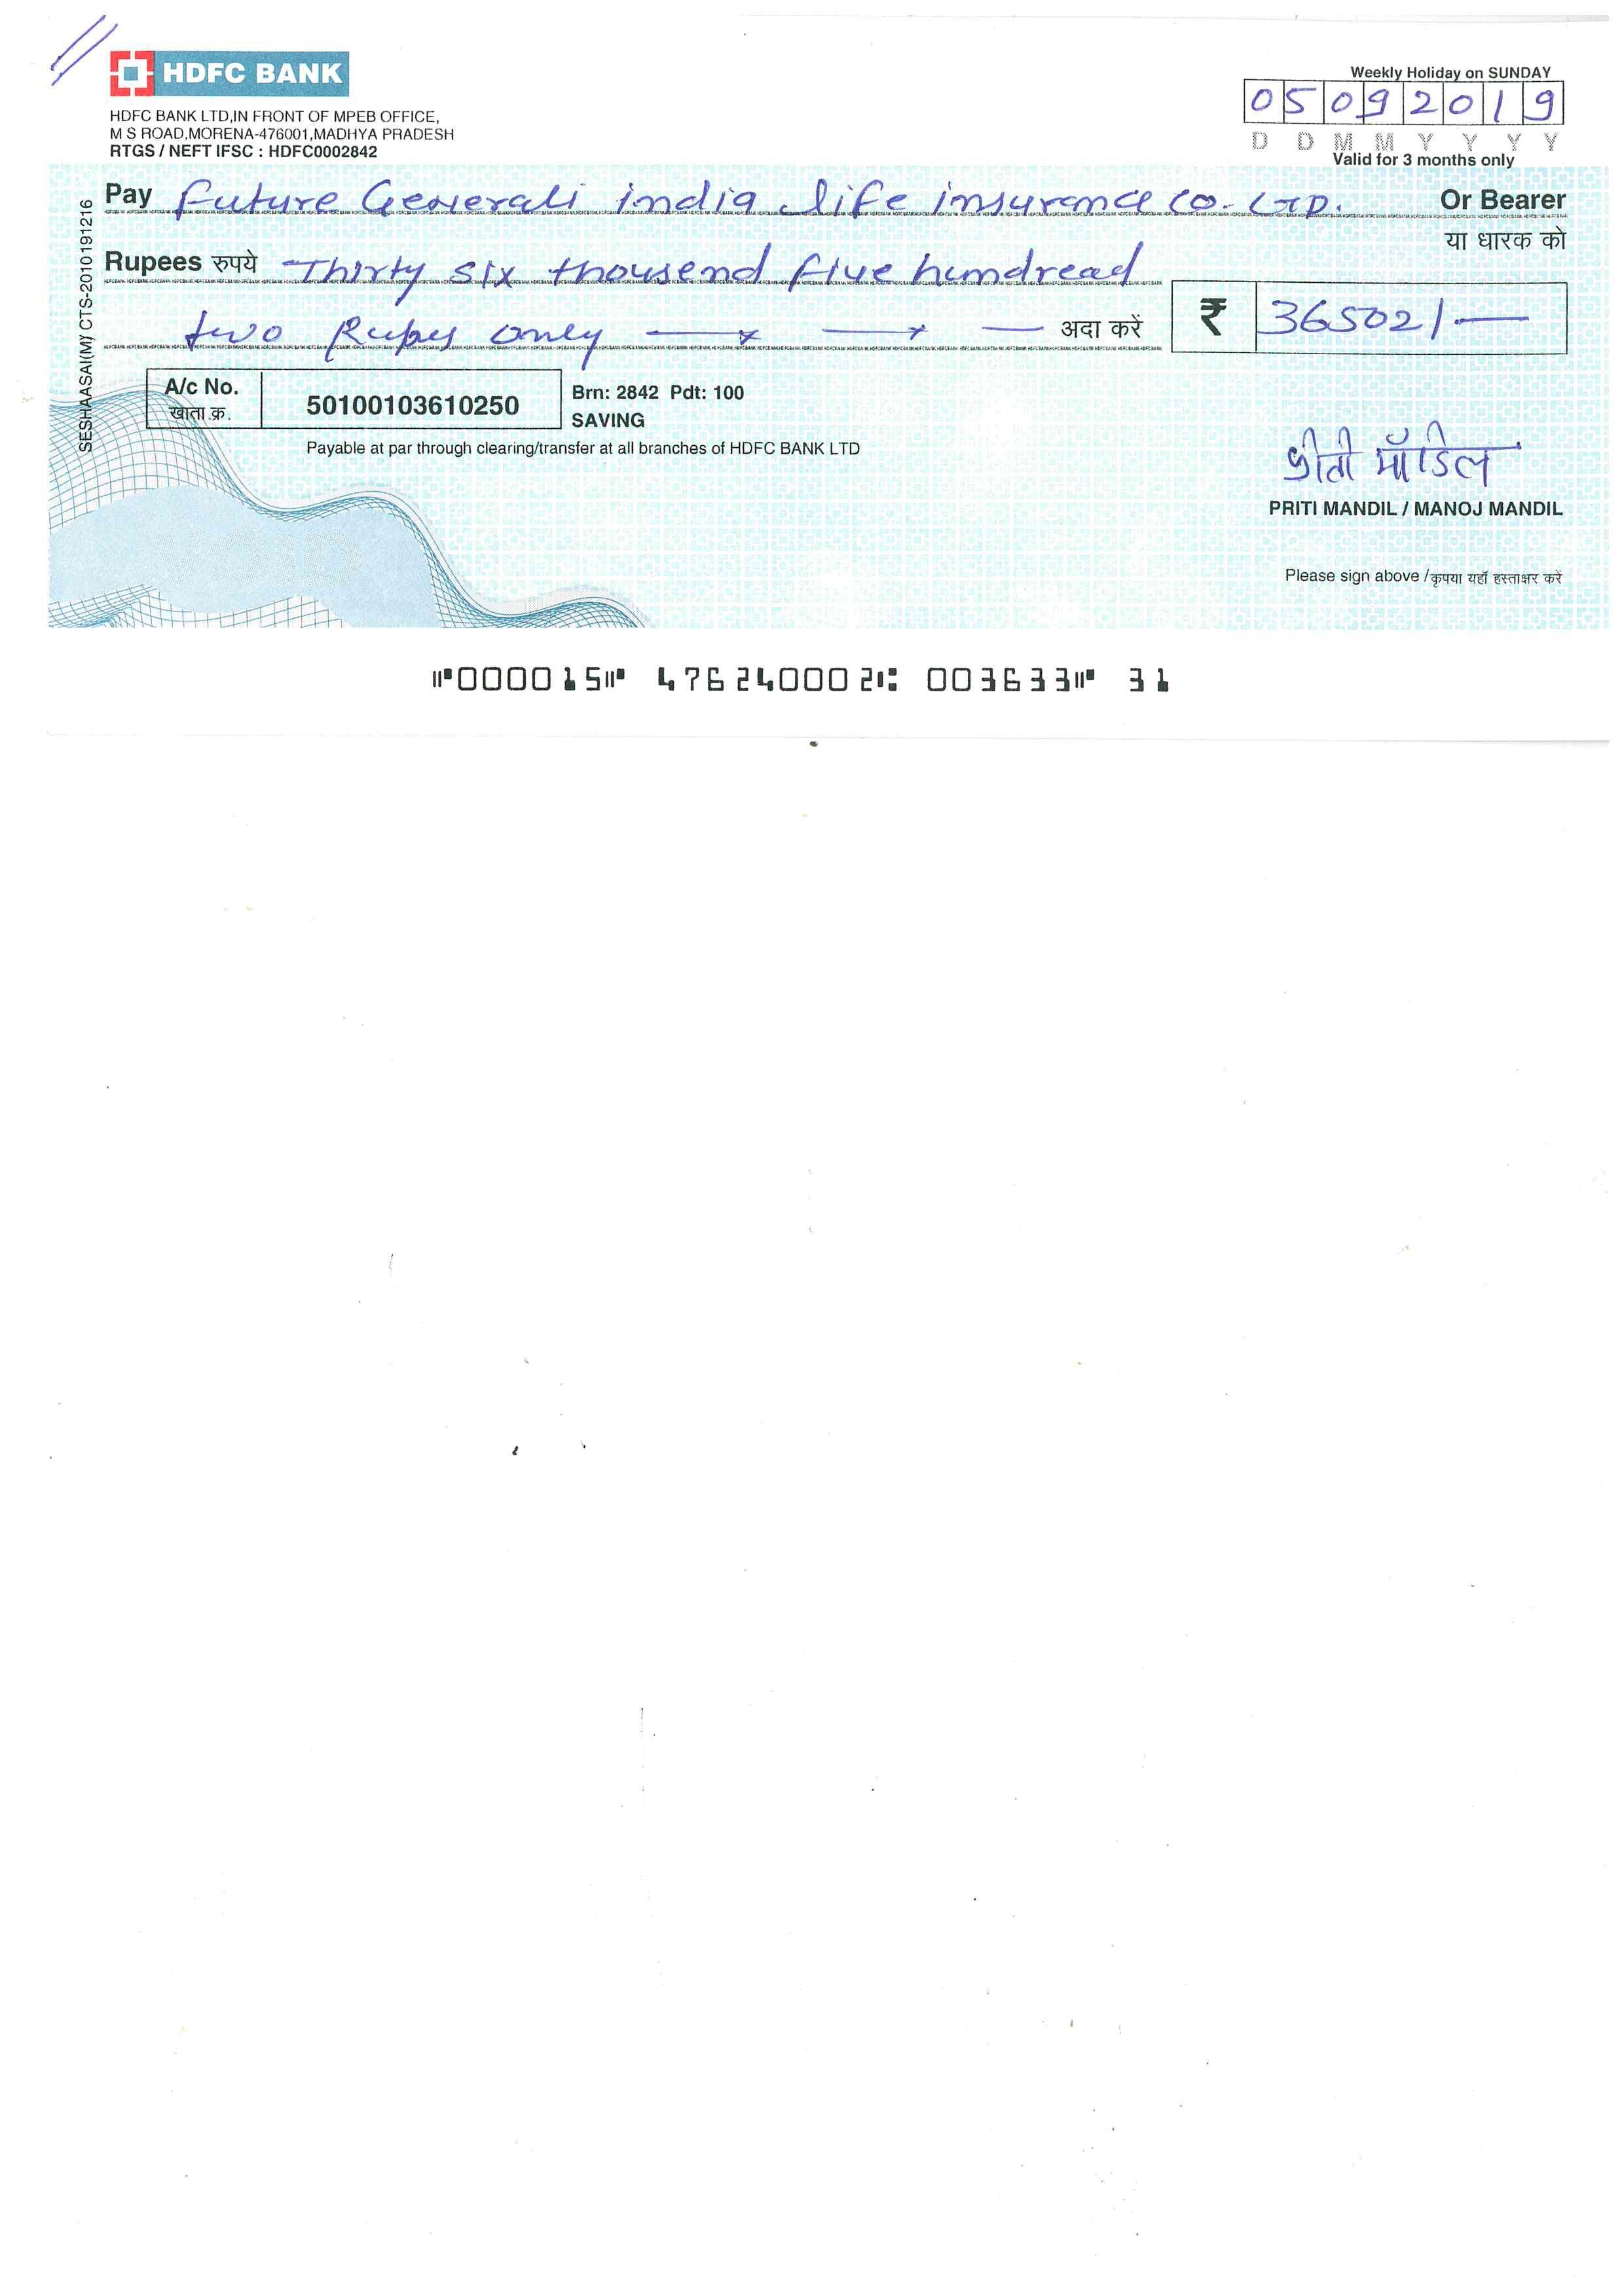 HDFC BANK
HDFC BANK LTD,IN FRONT OF MPEB OFFICE,
M S ROAD,MORENA-476001,MADHYA PRADESH
RTGS / NEFT IFSC : HDFC0002842
Weekly Holiday on SUNDAY
05092019
D D M M Y Y Y Y
Valid for 3 months only
Pay Future Generali india life insurance co. LTD. Or Bearer
या धारक को
Rupees रुपये Thirty six thousend five hundread
two Rupes only अदा करें ₹ 36502/-
SESHAASAI(M) CTS-2010191216
A/c No. 50100103610250 Brn: 2842 Pdt: 100
खाता.क्र. SAVING
Payable at par through clearing/transfer at all branches of HDFC BANK LTD
प्रीती माँडिल
PRITI MANDIL / MANOJ MANDIL
Please sign above / कृपया यहाँ हस्ताक्षर करें
⑈000015⑈ 476240002⑆ 003633⑈ 31